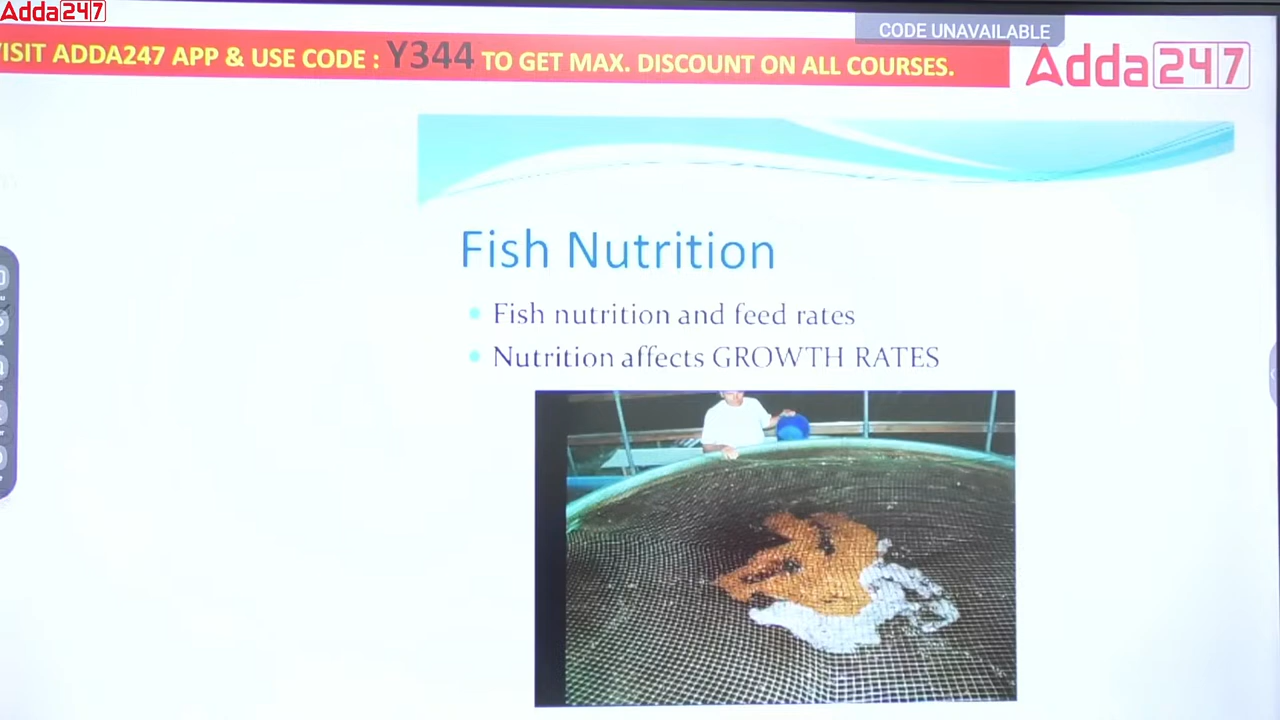 Adda247
CODE UNAVAILABLE
VISIT ADDA247 APP & USE CODE : Y344 TO GET MAX. DISCOUNT ON ALL COURSES.
Adda247
Fish Nutrition
Fish nutrition and feed rates
Nutrition affects GROWTH RATES